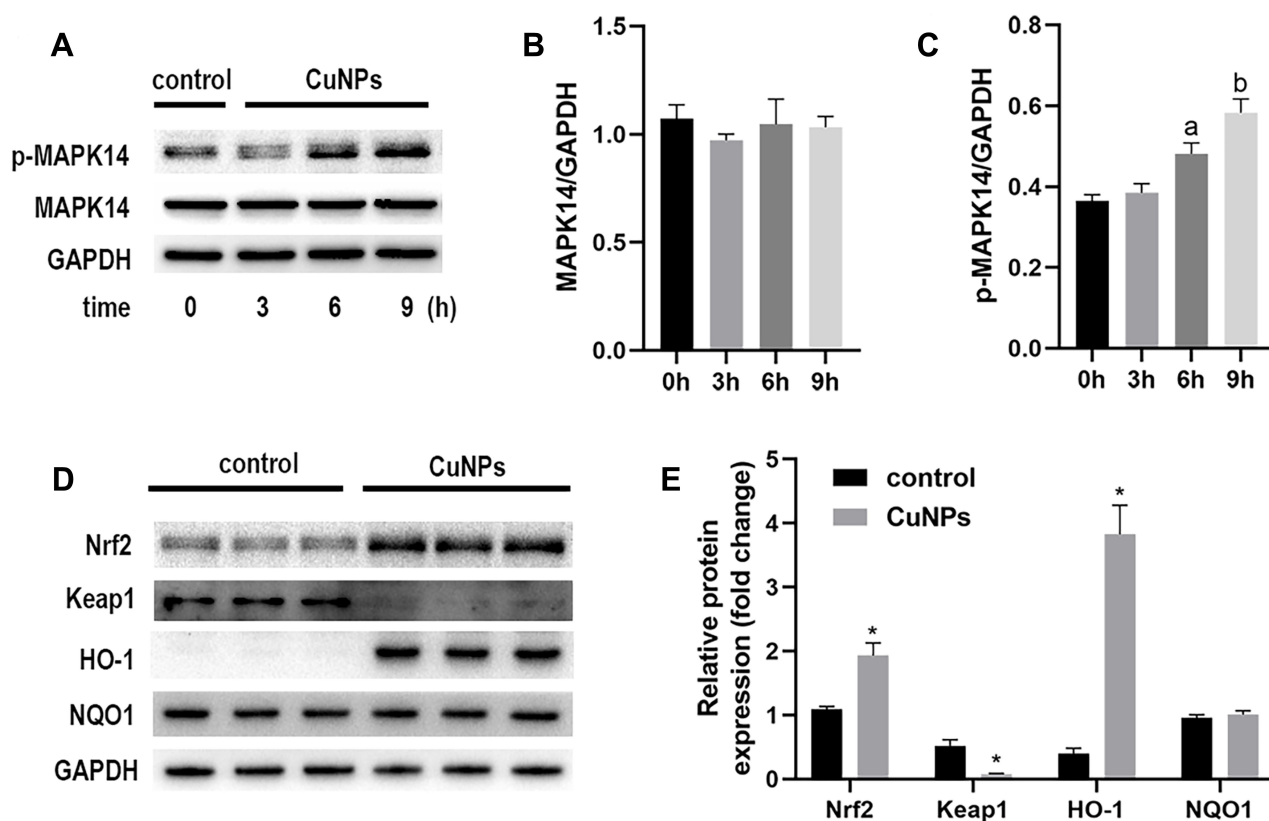 A
control CuNPs
p-MAPK14
MAPK14
GAPDH
time 0 3 6 9 (h)
B
MAPK14/GAPDH
1.5
1.0
0.5
0.0
0h 3h 6h 9h
C
p-MAPK14/GAPDH
0.8
0.6
0.4
0.2
0.0
a
b
0h 3h 6h 9h
D
control CuNPs
Nrf2
Keap1
HO-1
NQO1
GAPDH
E
Relative protein
expression (fold change)
5
4
3
2
1
0
control
CuNPs
*
*
*
Nrf2 Keap1 HO-1 NQO1